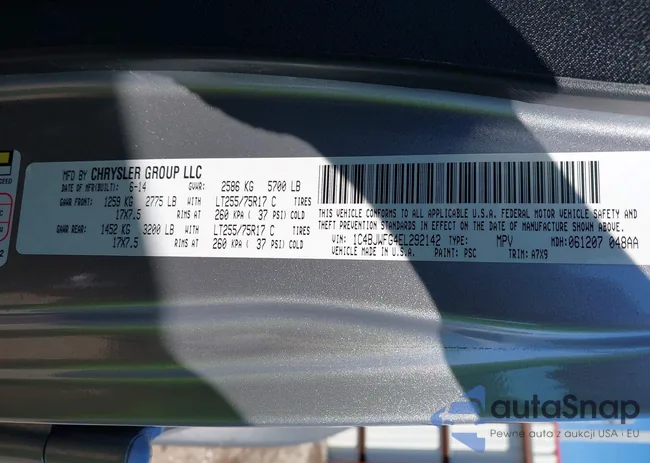 MFD BY CHRYSLER GROUP LLC
DATE OF MFR(BUILT): 6-14 GVWR: 2586 KG 5700 LB
GAWR FRONT: 1259 KG 2775 LB WITH LT255/75R17 C TIRES
17X7.5 RIMS AT 260 KPA ( 37 PSI) COLD
GAWR REAR: 1452 KG 3200 LB WITH LT255/75R17 C TIRES
17X7.5 RIMS AT 260 KPA ( 37 PSI) COLD
THIS VEHICLE CONFORMS TO ALL APPLICABLE U.S.A. FEDERAL MOTOR VEHICLE SAFETY AND
THEFT PREVENTION STANDARDS IN EFFECT ON THE DATE OF MANUFACTURE SHOWN ABOVE.
VIN: 1C4BJWFG4EL292142 TYPE: MPV MDH: 061207 048AA
VEHICLE MADE IN U.S.A. PAINT: PSC TRIM: A7X9
autoSnap
Pewne auta z aukcji USA i EU